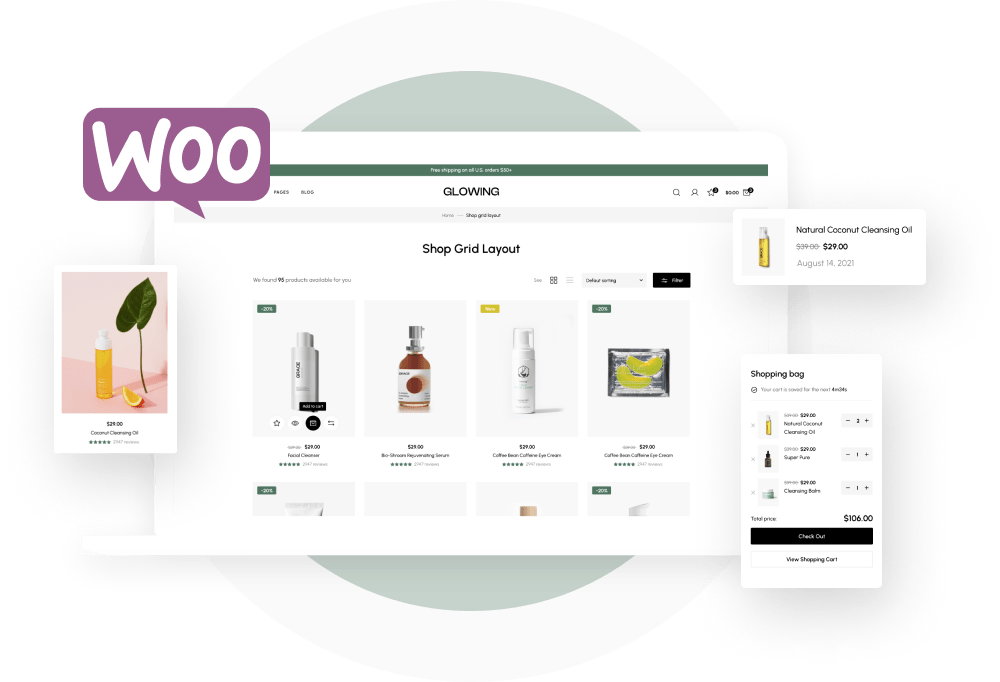 WOO
Free shipping on all U.S. orders $50+
PAGES BLOG
GLOWING
$0.00
Home — Shop grid layout
Shop Grid Layout
We found 95 products available for you
See
Defaut sorting
Filter
-20%
New
-20%
GRACE
GRACE
Add to cart
$39.00 $29.00
Facial Cleanser
2947 reviews
$29.00
Bio-Shroom Rejuvenating Serum
2947 reviews
$29.00
Coffee Bean Caffeine Eye Cream
2947 reviews
$39.00 $29.00
Coffee Bean Caffeine Eye Cream
2947 reviews
-20%
-20%
$29.00
Coconut Cleansing Oil
2947 reviews
Natural Coconut Cleansing Oil
$39.00 $29.00
August 14, 2021
Shopping bag
Your cart is saved for the next 4m34s
$39.00 $29.00
Natural Coconut
Cleansing Oil
− 2 +
$39.00 $29.00
Super Pure
− 1 +
$39.00 $29.00
Cleansing Balm
− 1 +
Total price: $106.00
Check Out
View Shopping Cart